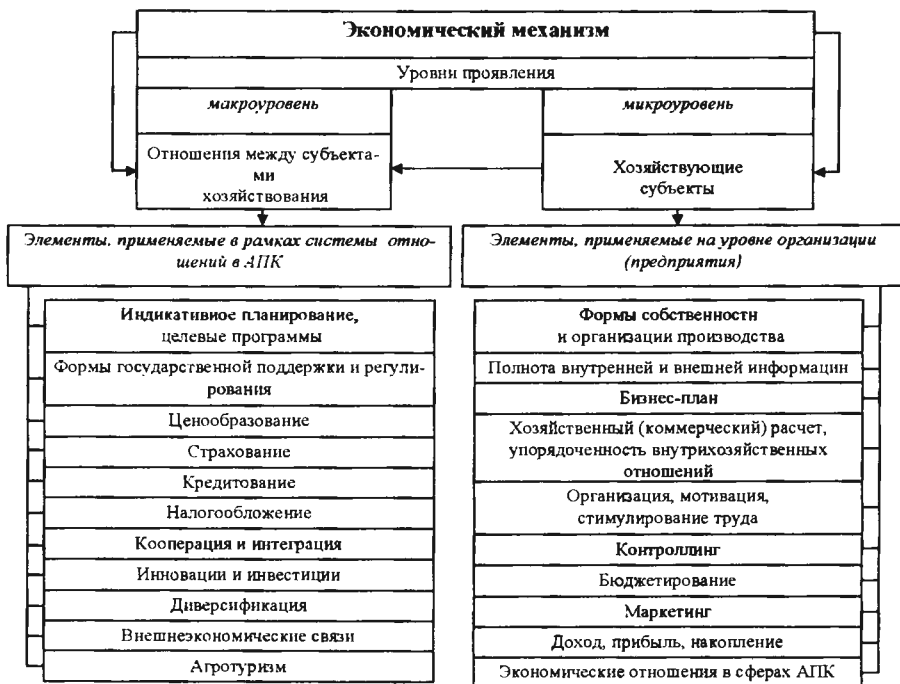 Экономический механизм
Уровни проявления
макроуровень
микроуровень
Отношения между субъекта-
ми
хозяйствования
Хозяйствующие
субъекты
Элементы, применяемые в рамках системы отно-
шений в АПК
Индикативное планирование,
целевые программы
Формы государственной поддержки и регули-
рования
Ценообразование
Страхование
Кредитование
Налогообложение
Кооперация и интеграция
Инновации и инвестиции
Диверсификация
Внешнеэкономические связи
Агротуризм
Элементы, применяемые на уровне организации
(предприятия)
Формы собственности
и организации производства
Полнота внутренней и внешней информации
Бизнес-план
Хозяйственный (коммерческий) расчет,
упорядоченность внутрихозяйственных
отношений
Организация, мотивация,
стимулирование труда
Контроллинг
Бюджетирование
Маркетинг
Доход, прибыль, накопление
Экономические отношения в сферах АПК